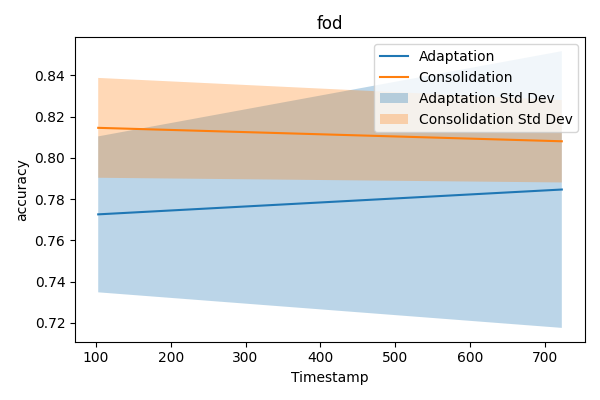 fod
Adaptation
Consolidation
Adaptation Std Dev
Consolidation Std Dev
accuracy
0.84
0.82
0.80
0.78
0.76
0.74
0.72
100 200 300 400 500 600 700
Timestamp